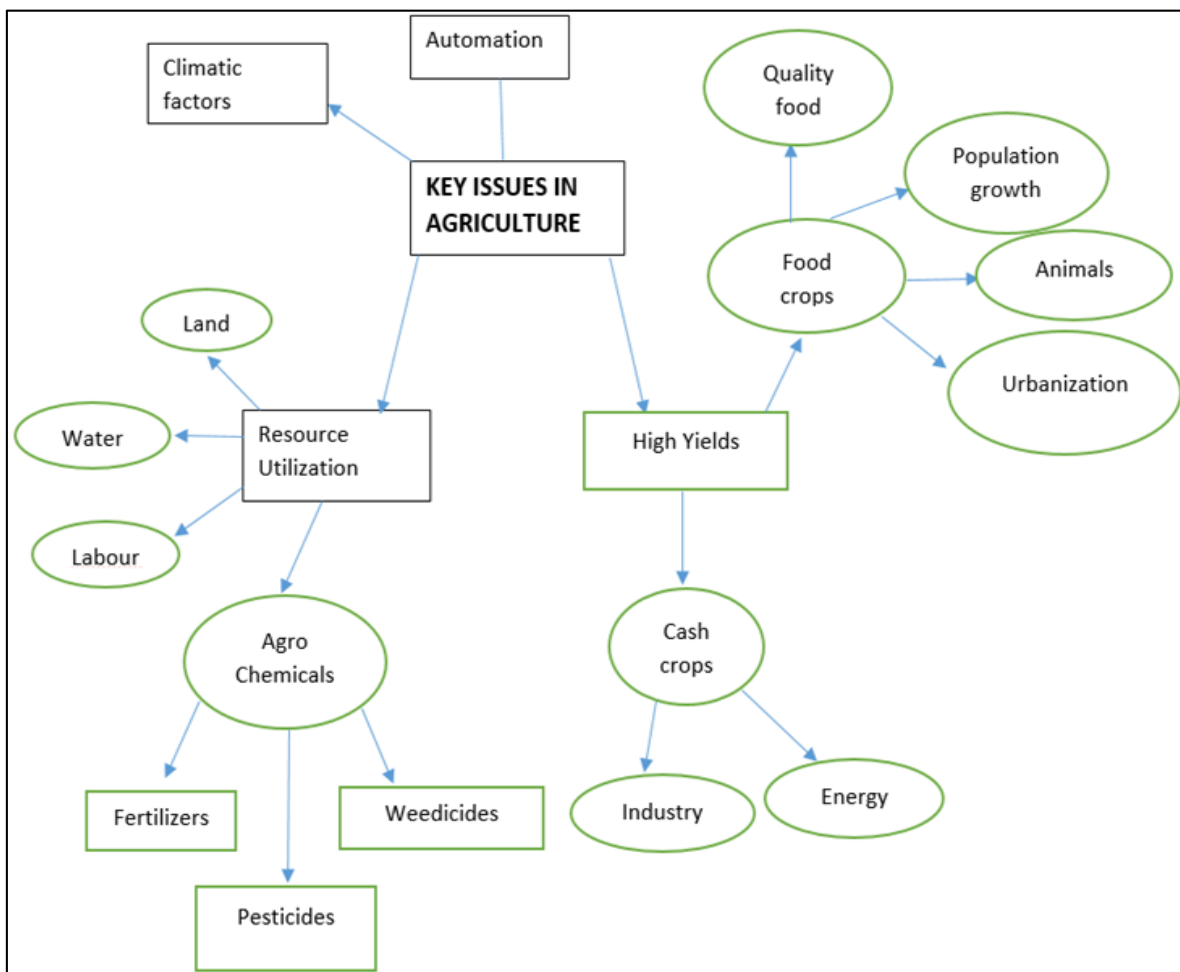 Automation
Climatic
factors
KEY ISSUES IN
AGRICULTURE
Quality
food
Population
growth
Food
crops
Animals
Urbanization
Land
Water
Labour
Resource
Utilization
High Yields
Agro
Chemicals
Cash
crops
Fertilizers
Weedicides
Pesticides
Industry
Energy